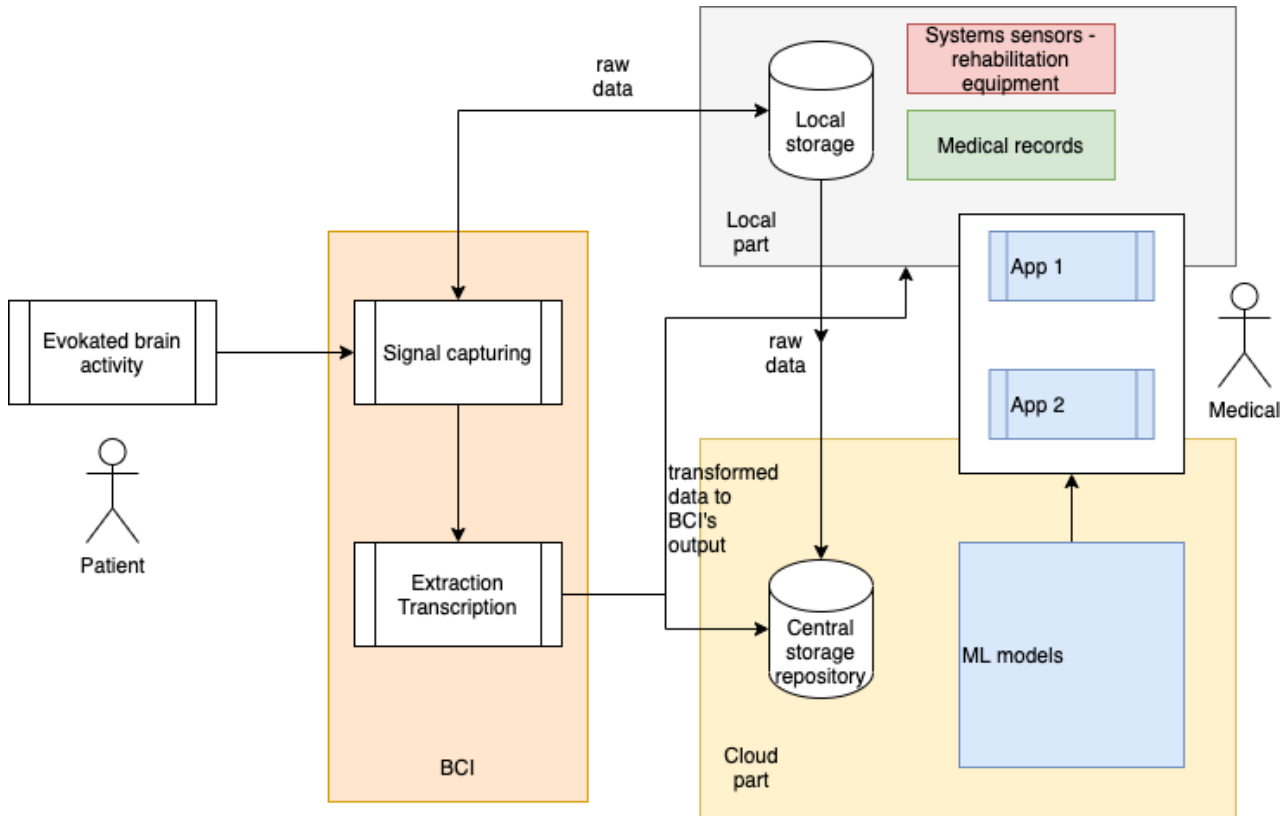 Systems sensors -
rehabilitation
equipment
raw
data
Local
storage
Medical records
Local
part
App 1
Evokated brain
activity
Signal capturing
raw
data
App 2
Medical
Patient
transformed
data to
BCI's
output
Extraction
Transcription
Central
storage
repository
ML models
BCI
Cloud
part